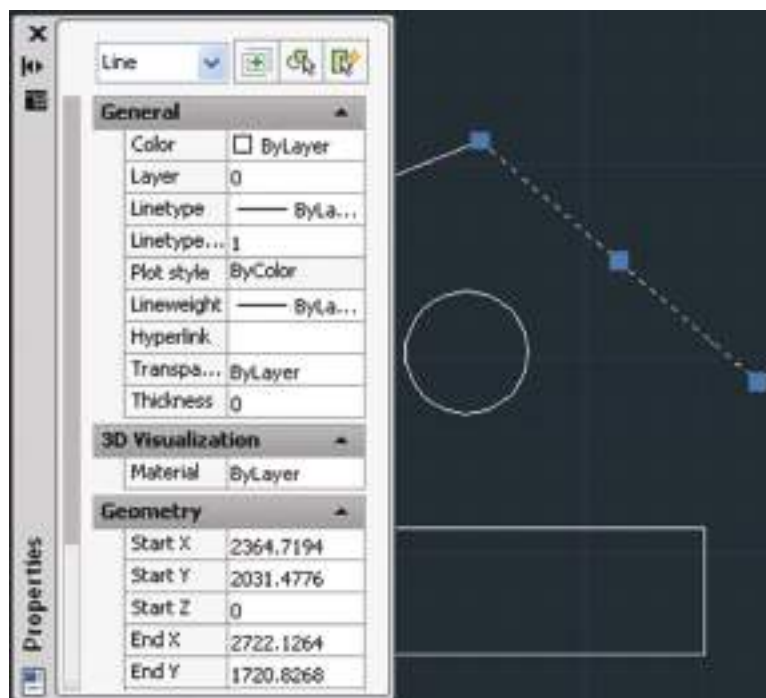 Line
General
Color ByLayer
Layer 0
Linetype ByLa...
Linetype... 1
Plot style ByColor
Lineweight ByLa...
Hyperlink
Transpa... ByLayer
Thickness 0
3D Visualization
Material ByLayer
Geometry
Start X 2364.7194
Start Y 2031.4776
Start Z 0
End X 2722.1264
End Y 1720.8268
Properties